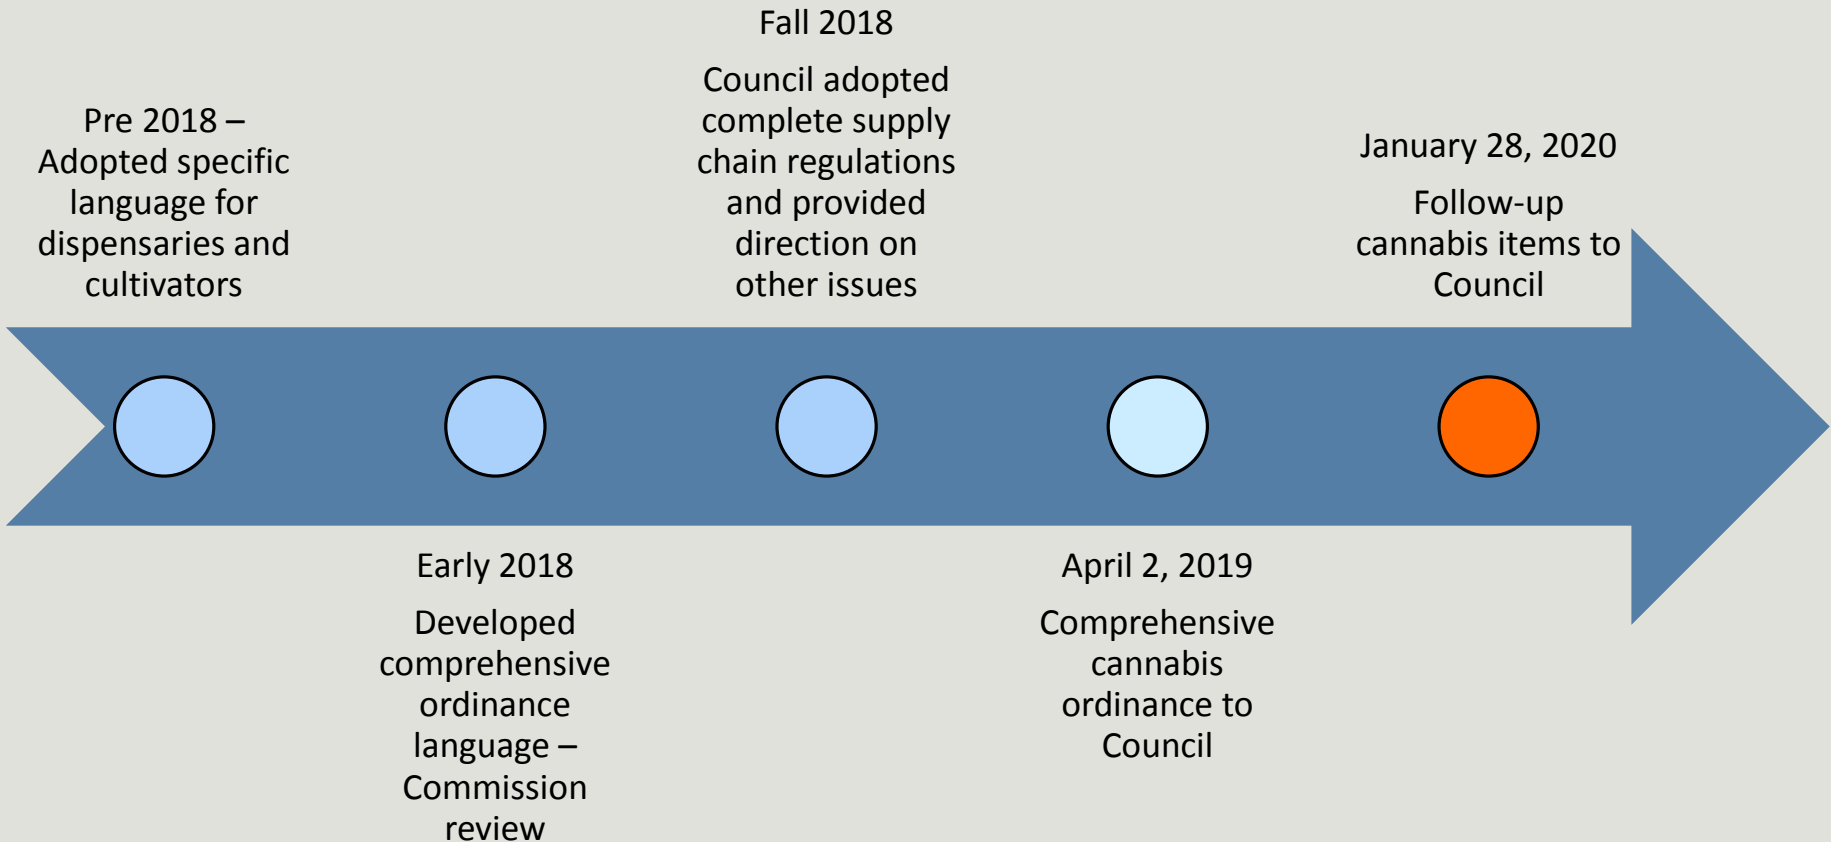 Pre 2018 –
Adopted specific
language for
dispensaries and
cultivators
Early 2018
Developed
comprehensive
ordinance
language –
Commission
review
Fall 2018
Council adopted
complete supply
chain regulations
and provided
direction on
other issues
April 2, 2019
Comprehensive
cannabis
ordinance to
Council
January 28, 2020
Follow-up
cannabis items to
Council